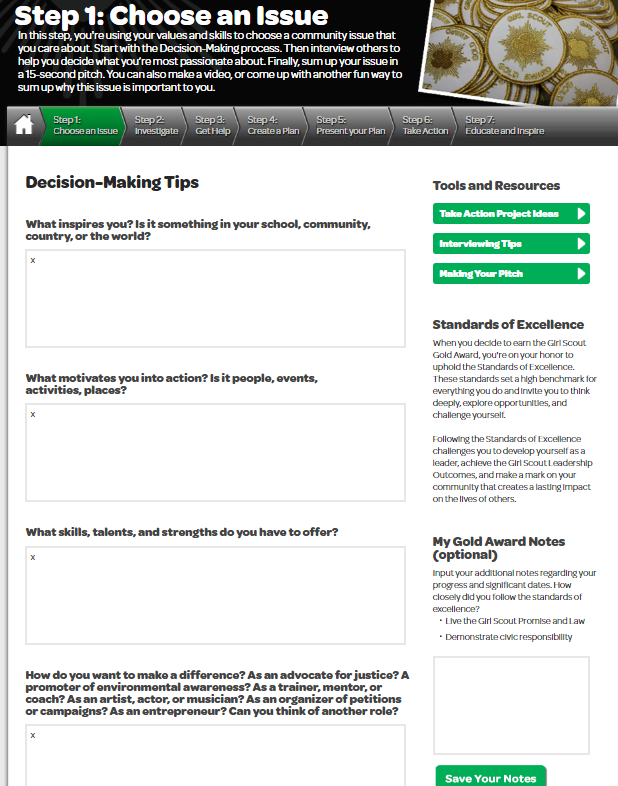 Step 1: Choose an Issue
In this step, you're using your values and skills to choose a community issue that
you care about. Start with the Decision-Making process. Then interview others to
help you decide what you're most passionate about. Finally, sum up your issue in
a 15-second pitch. You can also make a video, or come up with another fun way to
sum up why this issue is important to you.
GIRL SCOUT
Step 1:
Choose an Issue
Step 2:
Investigate
Step 3:
Get Help
Step 4:
Create a Plan
Step 5:
Present your Plan
Step 6:
Take Action
Step 7:
Educate and Inspire
Decision-Making Tips
What inspires you? Is it something in your school, community,
country, or the world?
x
What motivates you into action? Is it people, events,
activities, places?
x
What skills, talents, and strengths do you have to offer?
x
How do you want to make a difference? As an advocate for justice? A
promoter of environmental awareness? As a trainer, mentor, or
coach? As an artist, actor, or musician? As an organizer of petitions
or campaigns? As an entrepreneur? Can you think of another role?
x
Tools and Resources
Take Action Project Ideas
Interviewing Tips
Making Your Pitch
Standards of Excellence
When you decide to earn the Girl Scout
Gold Award, you're on your honor to
uphold the Standards of Excellence.
These standards set a high benchmark for
everything you do and invite you to think
deeply, explore opportunities, and
challenge yourself.
Following the Standards of Excellence
challenges you to develop yourself as a
leader, achieve the Girl Scout Leadership
Outcomes, and make a mark on your
community that creates a lasting impact
on the lives of others.
My Gold Award Notes
(optional)
Input your additional notes regarding your
progress and significant dates. How
closely did you follow the standards of
excellence?
• Live the Girl Scout Promise and Law
• Demonstrate civic responsibility
Save Your Notes